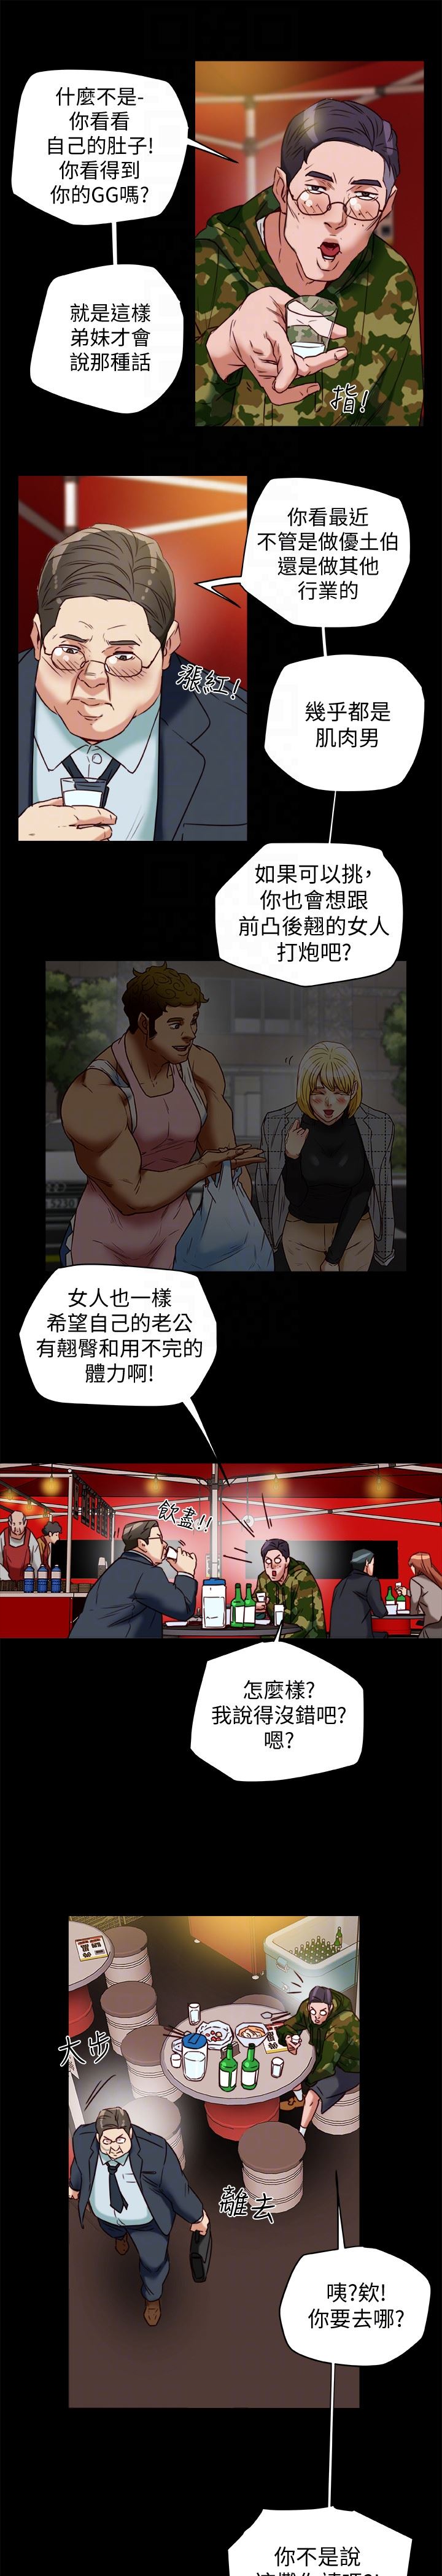 什麼不是-
你看看
自己的肚子!
你看得到
你的GG嗎?
就是這樣
弟妹才會
說那種話
指!
你看最近
不管是做優土伯
還是做其他
行業的
漲紅!
幾乎都是
肌肉男
如果可以挑,
你也會想跟
前凸後翹的女人
打炮吧?
5230
女人也一樣
希望自己的老公
有翹臀和用不完的
體力啊!
飲盡!!
怎麼樣?
我說得沒錯吧?
嗯?
大步
離去
咦?欸!
你要去哪?
你不是說